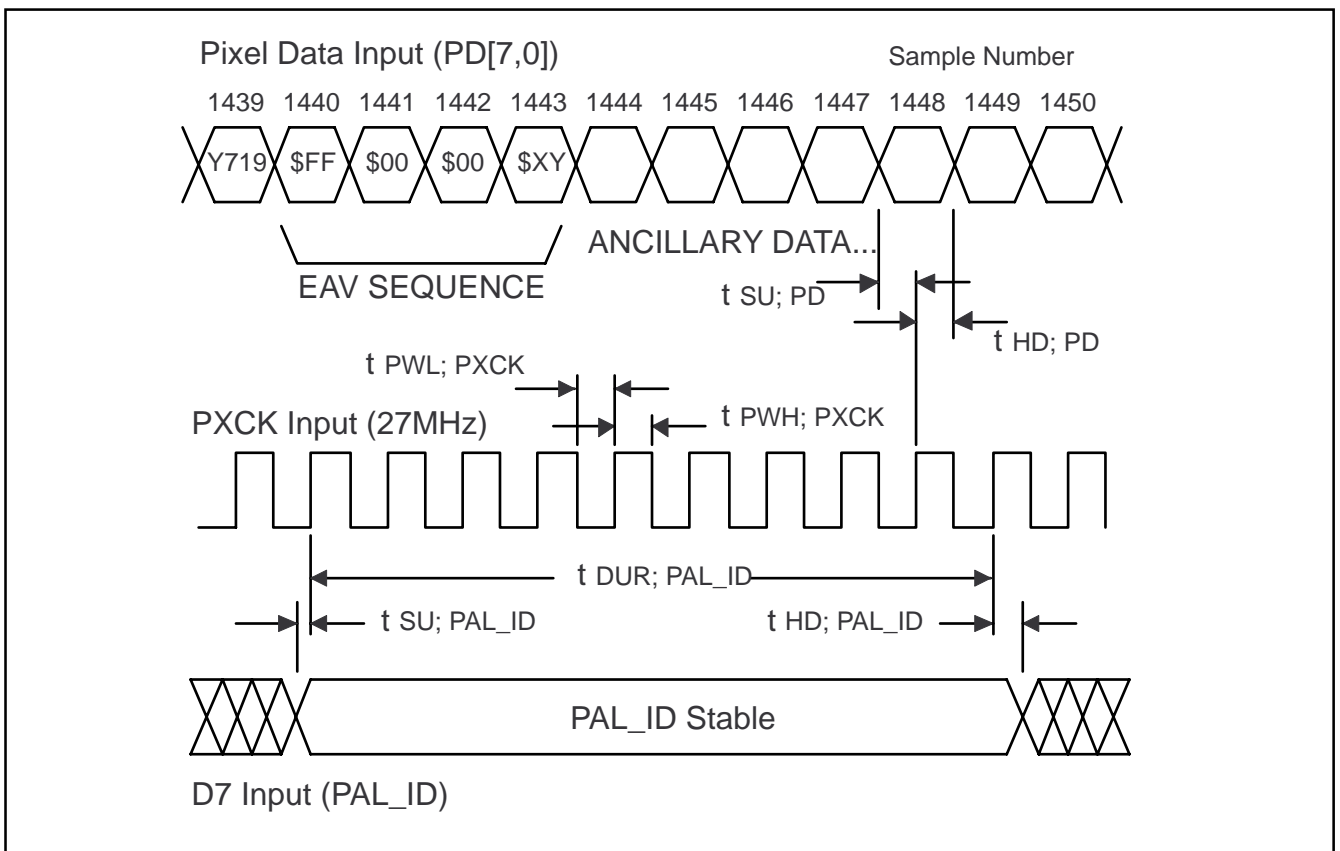 Pixel Data Input (PD[7,0])
Sample Number
1439 1440 1441 1442 1443 1444 1445 1446 1447 1448 1449 1450
Y719 $FF $00 $00 $XY
ANCILLARY DATA...
EAV SEQUENCE
t SU; PD
t HD; PD
t PWL; PXCK
t PWH; PXCK
PXCK Input (27MHz)
t DUR; PAL_ID
t SU; PAL_ID
t HD; PAL_ID
PAL_ID Stable
D7 Input (PAL_ID)